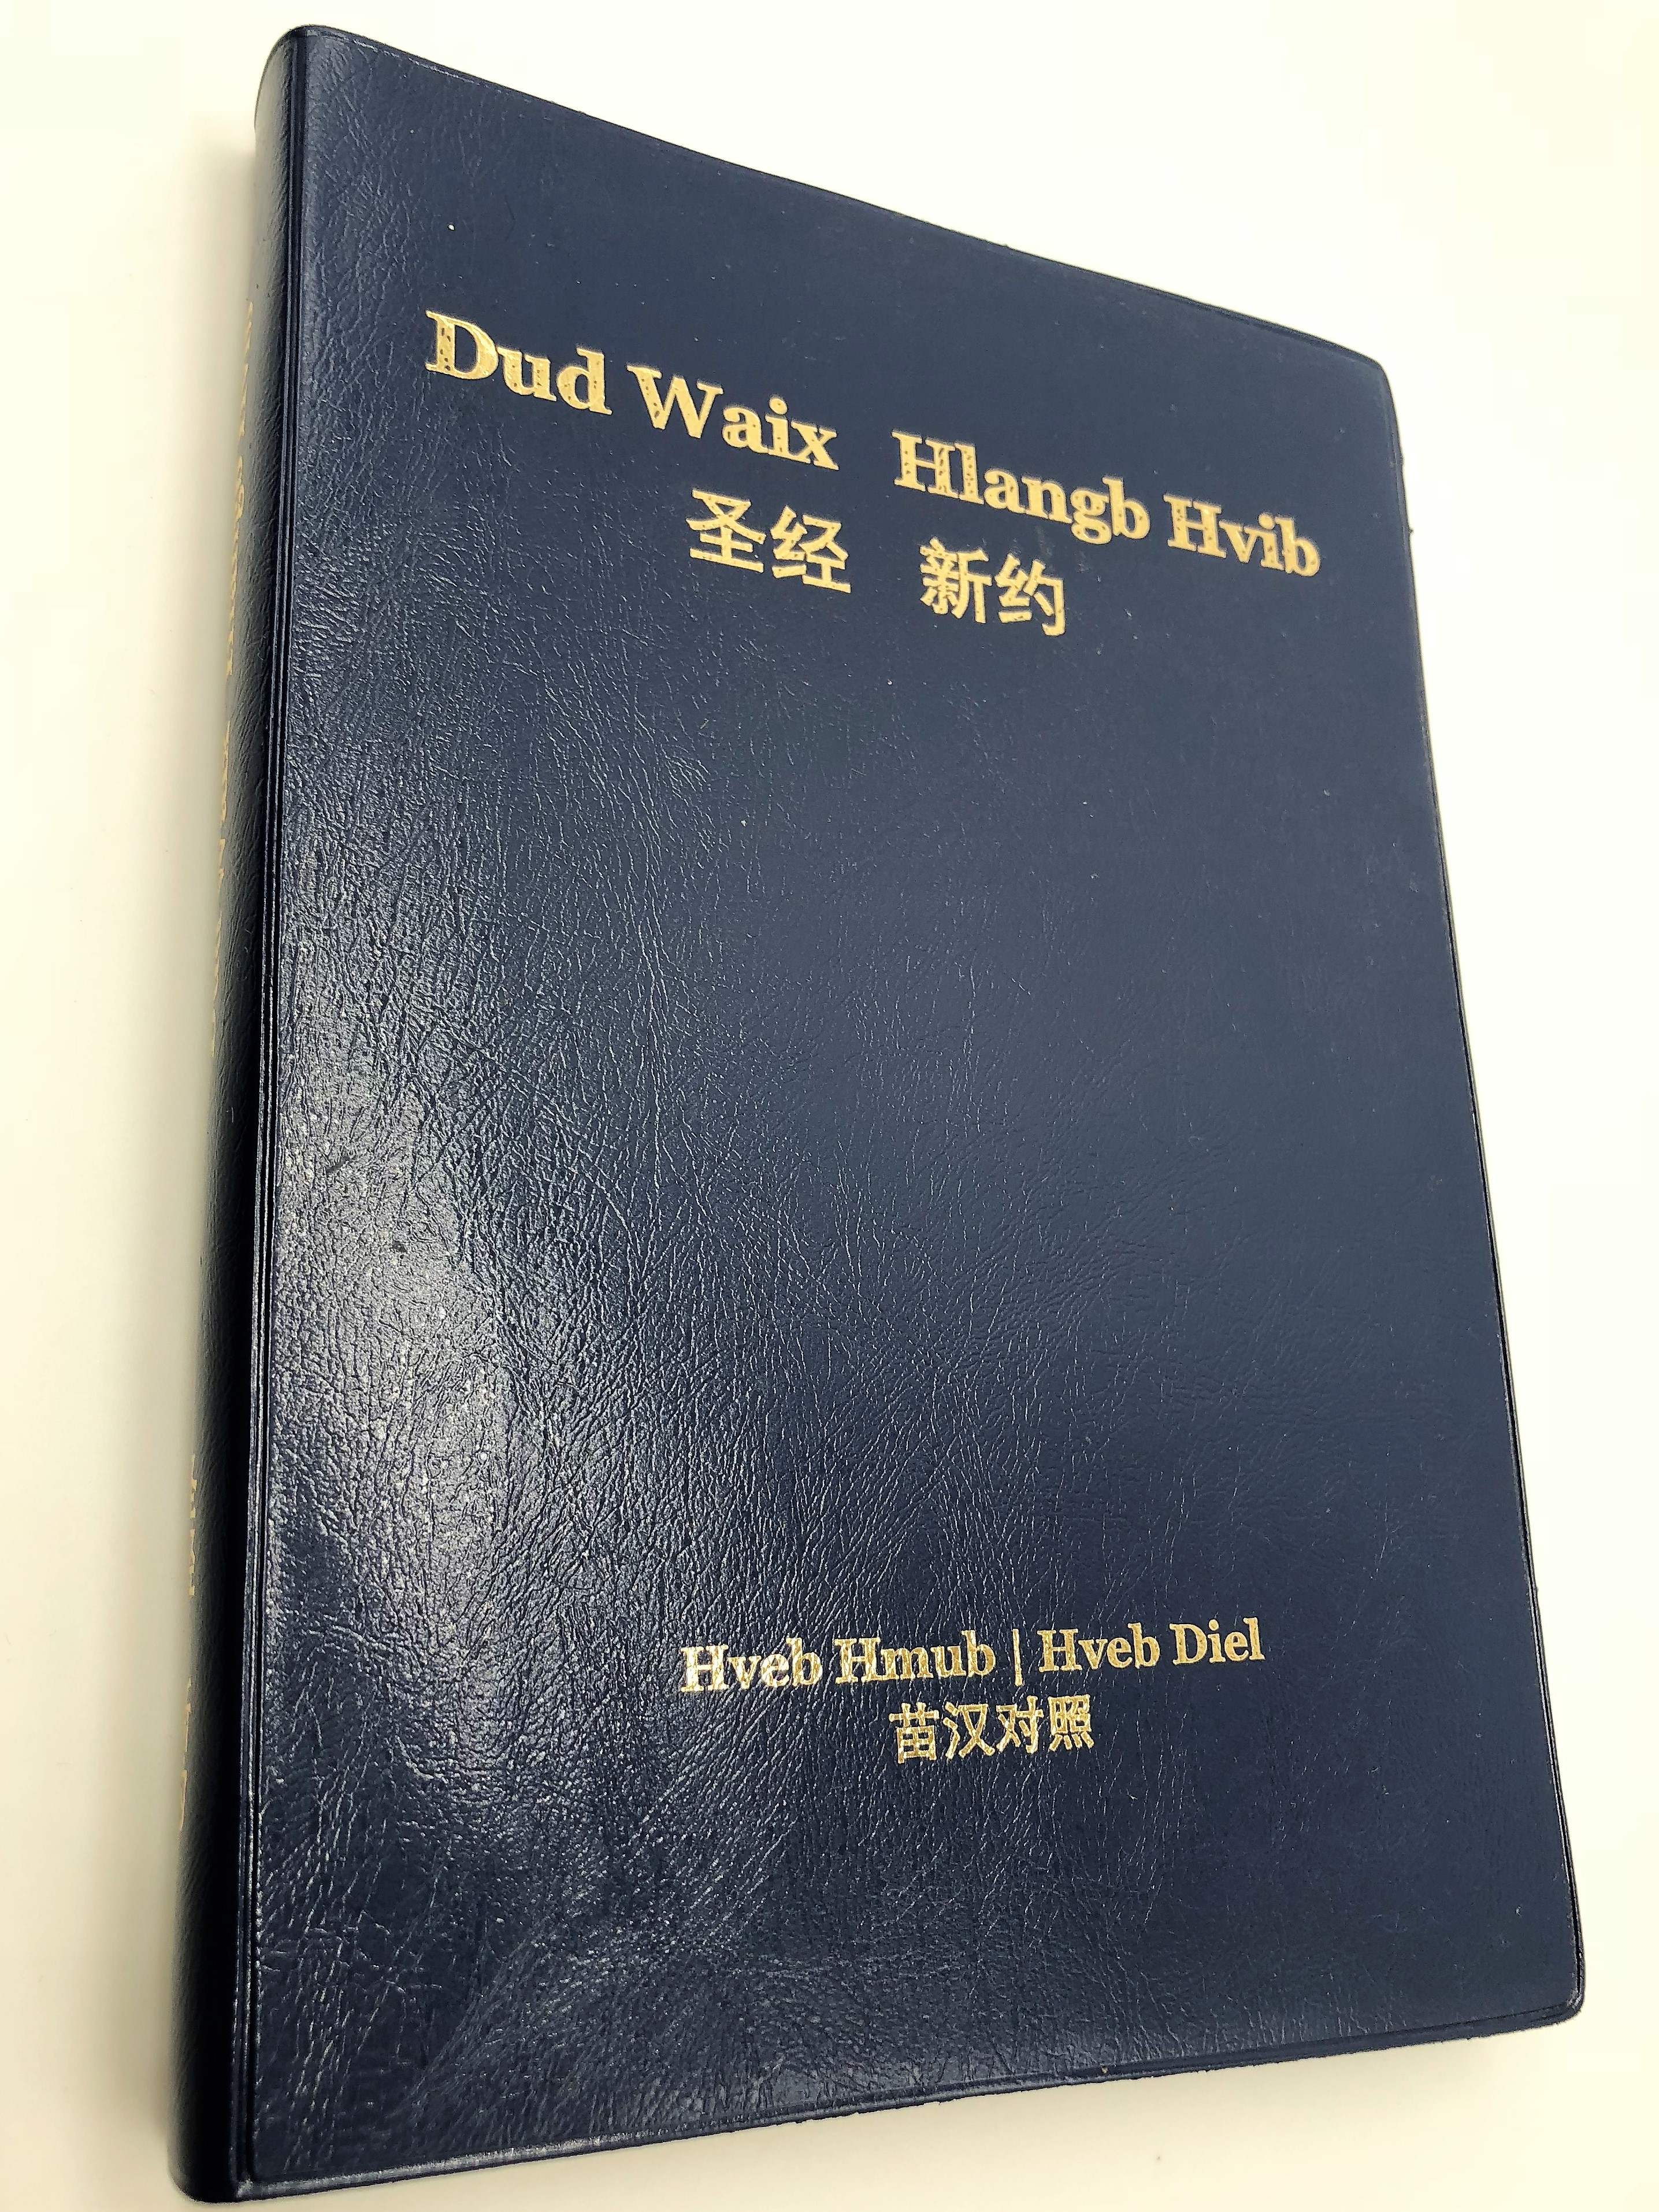 Dud Waix Hlangb Hvib
圣经 新约
Hveb Hmub | Hveb Diel
苗汉对照